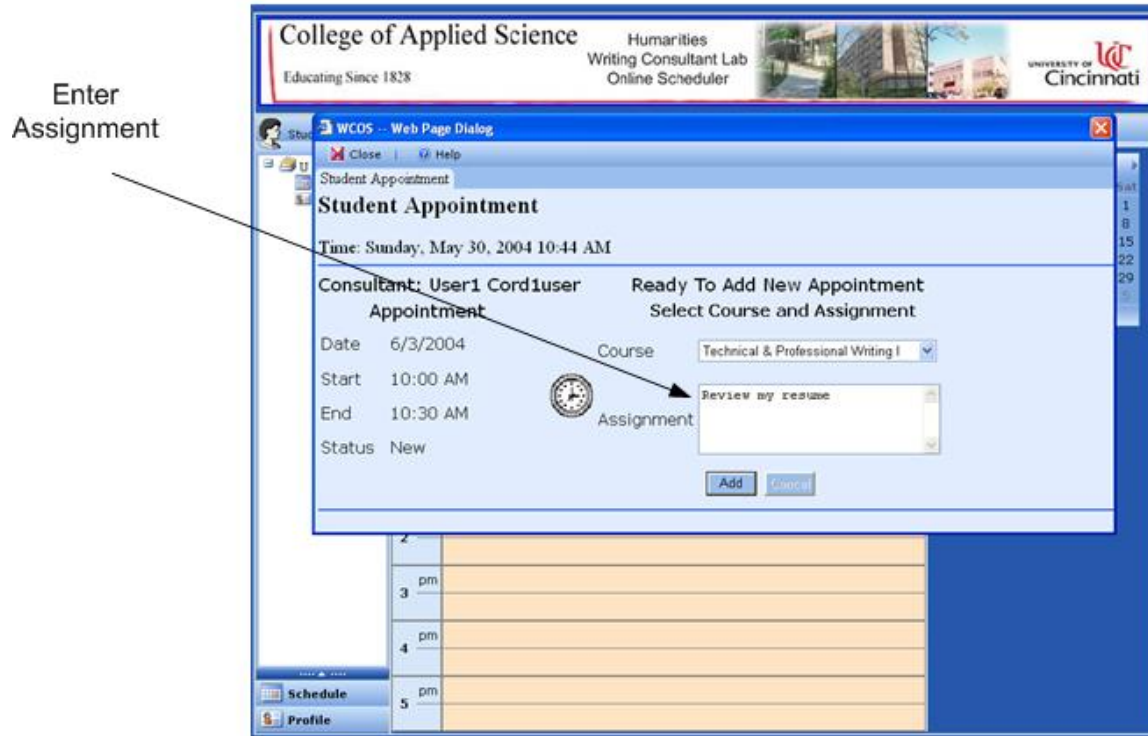 College of Applied Science
Educating Since 1828
Humanities
Writing Consultant Lab
Online Scheduler
UNIVERSITY OF
UC
Cincinnati
Enter
Assignment
Stud
WCOS -- Web Page Dialog
Close | Help
Student Appointment
Student Appointment
Time: Sunday, May 30, 2004 10:44 AM
Consultant: User1 Cord1user
Appointment
Date 6/3/2004
Start 10:00 AM
End 10:30 AM
Status New
Ready To Add New Appointment
Select Course and Assignment
Course Technical & Professional Writing I
Assignment Review my resume
Add Cancel
U
Sat
1
8
15
22
29
5
2
3 pm
4 pm
5 pm
Schedule
Profile